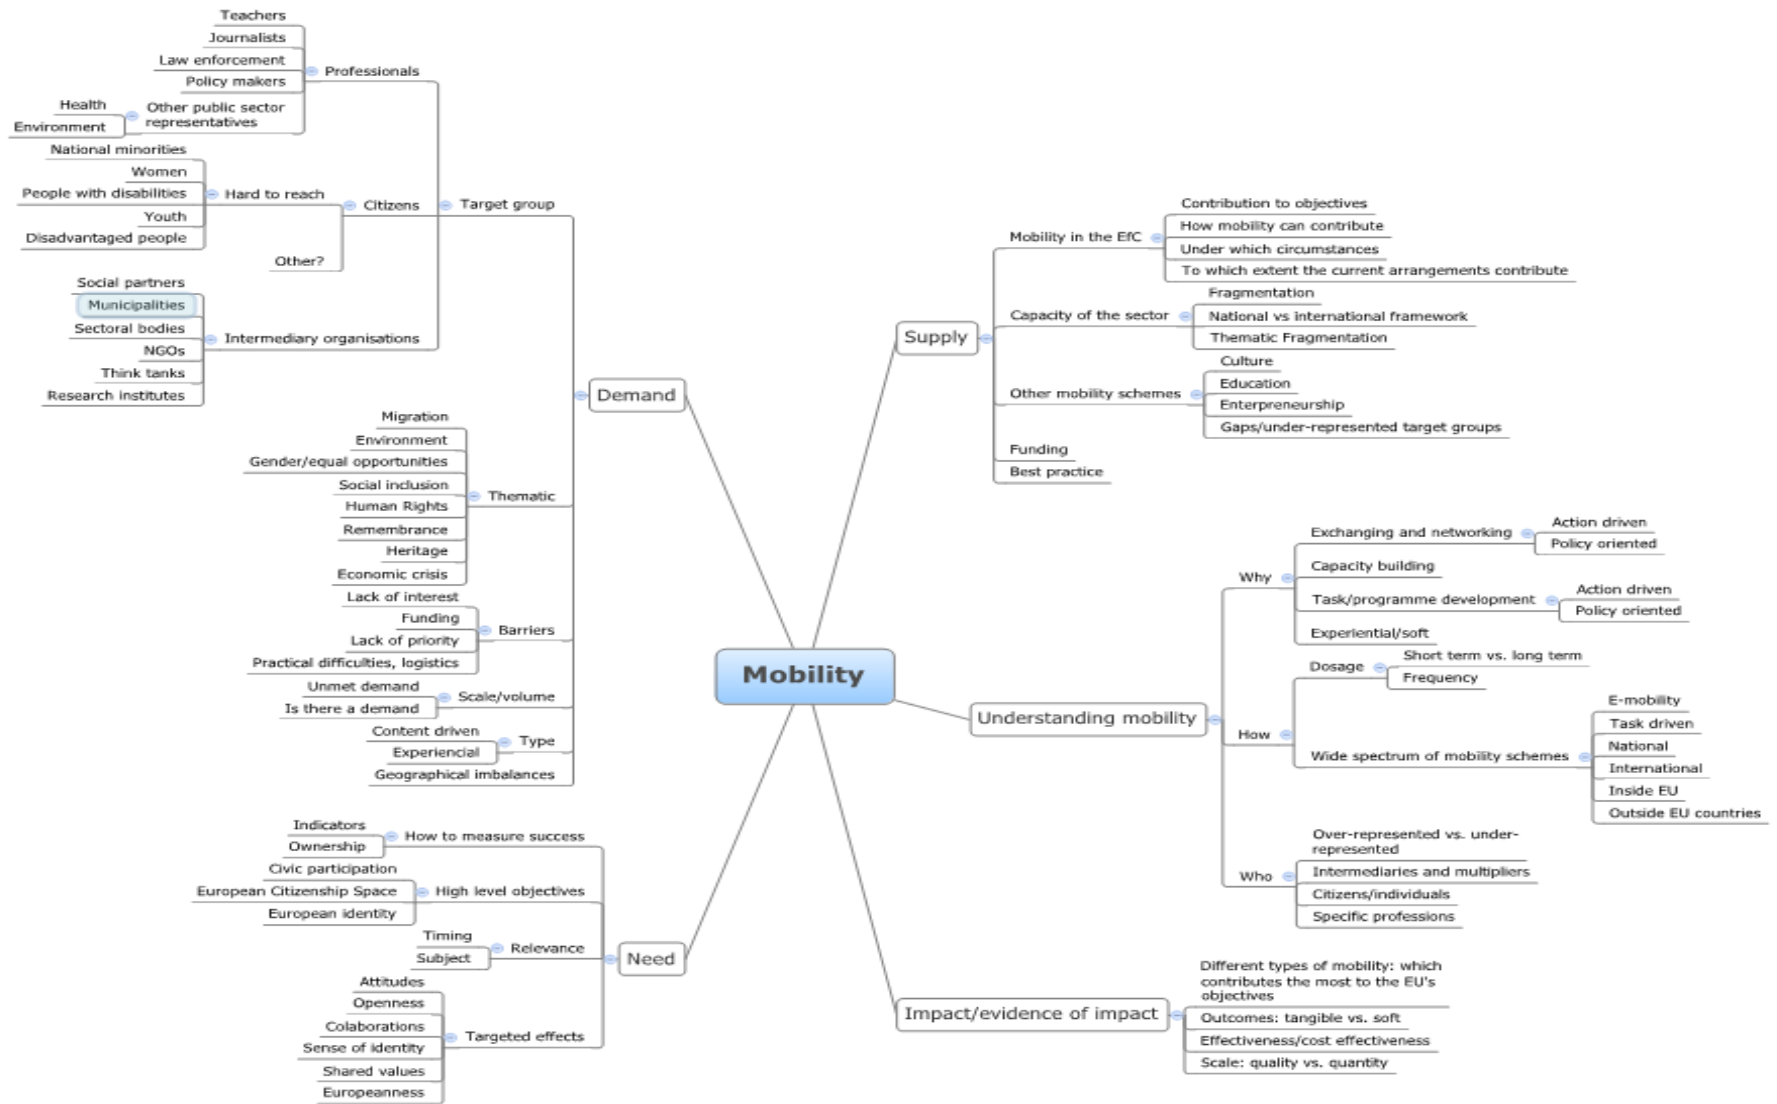 Teachers
Journalists
Law enforcement
Policy makers
Professionals
Health
Environment
Other public sector
representatives
National minorities
Women
People with disabilities
Youth
Disadvantaged people
Hard to reach
Other?
Citizens
Target group
Social partners
Municipalities
Sectoral bodies
NGOs
Think tanks
Research institutes
Intermediary organisations
Demand
Migration
Environment
Gender/equal opportunities
Social inclusion
Human Rights
Remembrance
Heritage
Economic crisis
Thematic
Lack of interest
Funding
Lack of priority
Practical difficulties, logistics
Barriers
Unmet demand
Is there a demand
Scale/volume
Content driven
Experiencial
Type
Geographical imbalances
Indicators
Ownership
How to measure success
Civic participation
European Citizenship Space
European identity
High level objectives
Timing
Subject
Relevance
Need
Attitudes
Openness
Colaborations
Sense of identity
Shared values
Europeanness
Targeted effects
Mobility
Supply
Mobility in the EfC
Contribution to objectives
How mobility can contribute
Under which circumstances
To which extent the current arrangements contribute
Capacity of the sector
Fragmentation
National vs international framework
Thematic Fragmentation
Other mobility schemes
Culture
Education
Enterpreneurship
Gaps/under-represented target groups
Funding
Best practice
Understanding mobility
Why
Exchanging and networking
Action driven
Policy oriented
Capacity building
Task/programme development
Action driven
Policy oriented
Experiential/soft
How
Dosage
Short term vs. long term
Frequency
Wide spectrum of mobility schemes
E-mobility
Task driven
National
International
Inside EU
Outside EU countries
Who
Over-represented vs. under-
represented
Intermediaries and multipliers
Citizens/individuals
Specific professions
Impact/evidence of impact
Different types of mobility: which
contributes the most to the EU's
objectives
Outcomes: tangible vs. soft
Effectiveness/cost effectiveness
Scale: quality vs. quantity